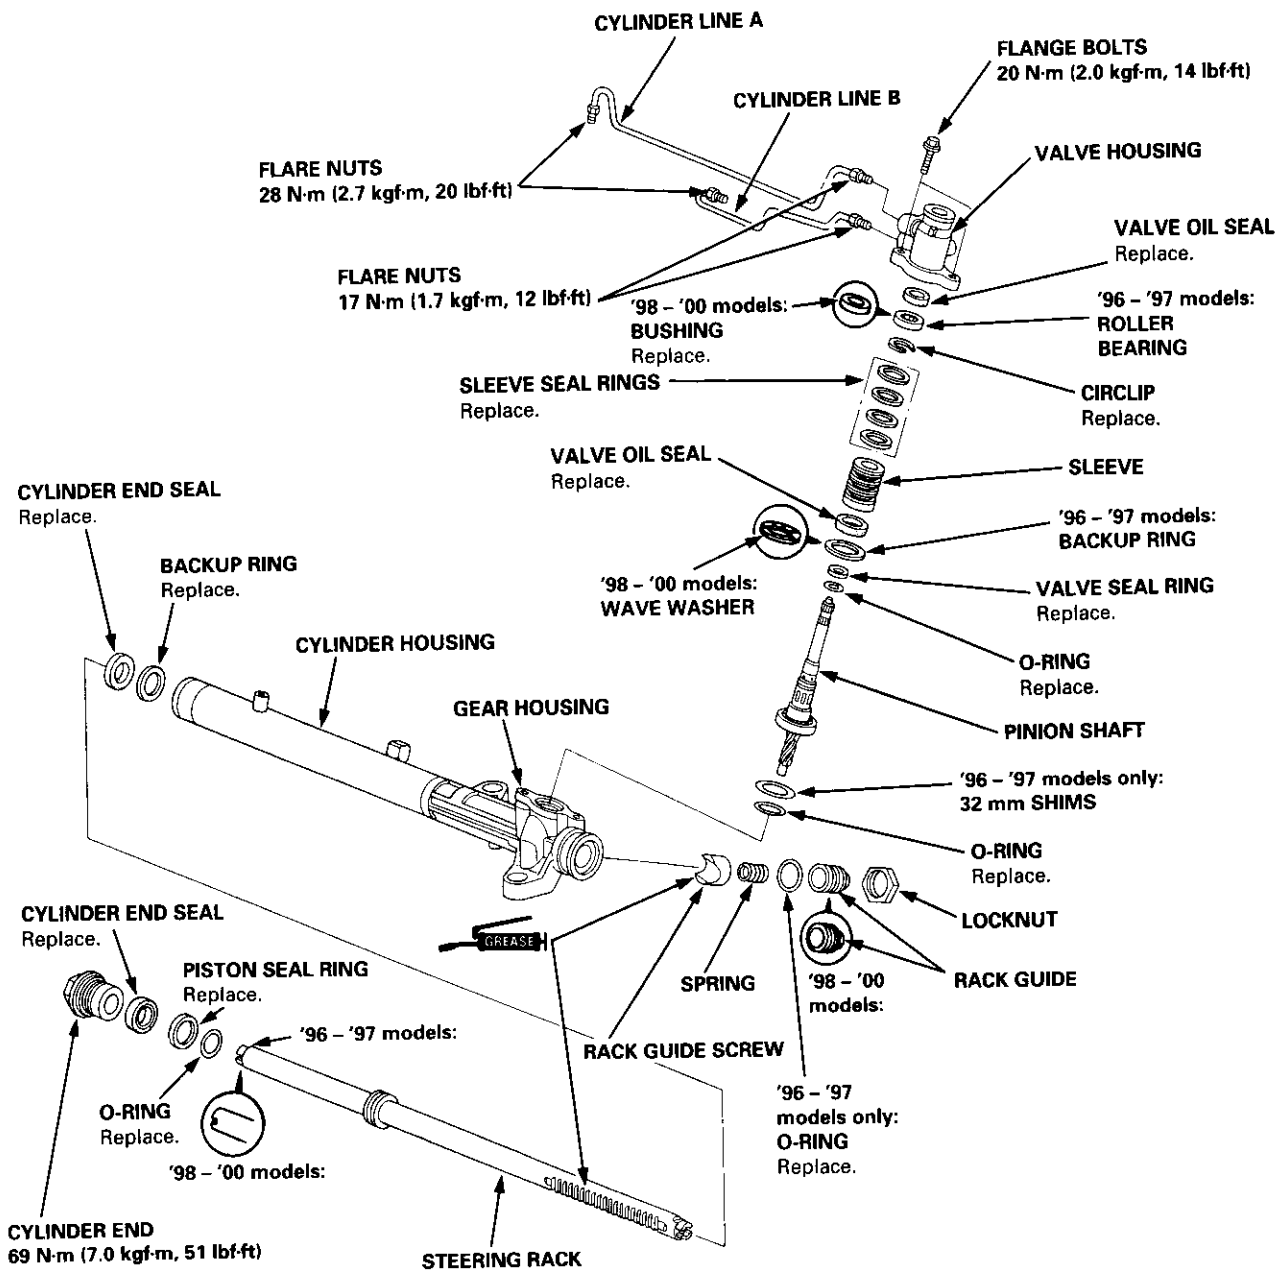 CYLINDER LINE A
FLANGE BOLTS
20 N·m (2.0 kgf·m, 14 lbf·ft)
CYLINDER LINE B
VALVE HOUSING
FLARE NUTS
28 N·m (2.7 kgf·m, 20 lbf·ft)
VALVE OIL SEAL
Replace.
FLARE NUTS
17 N·m (1.7 kgf·m, 12 lbf·ft)
'98 – '00 models:
BUSHING
Replace.
'96 – '97 models:
ROLLER
BEARING
SLEEVE SEAL RINGS
Replace.
CIRCLIP
Replace.
VALVE OIL SEAL
Replace.
SLEEVE
CYLINDER END SEAL
Replace.
'96 – '97 models:
BACKUP RING
BACKUP RING
Replace.
'98 – '00 models:
WAVE WASHER
VALVE SEAL RING
Replace.
CYLINDER HOUSING
O-RING
Replace.
GEAR HOUSING
PINION SHAFT
'96 – '97 models only:
32 mm SHIMS
O-RING
Replace.
CYLINDER END SEAL
Replace.
GREASE
LOCKNUT
PISTON SEAL RING
Replace.
SPRING
'98 – '00
models:
RACK GUIDE
'96 – '97 models:
RACK GUIDE SCREW
O-RING
Replace.
'96 – '97
models only:
O-RING
Replace.
'98 – '00 models:
CYLINDER END
69 N·m (7.0 kgf·m, 51 lbf·ft)
STEERING RACK